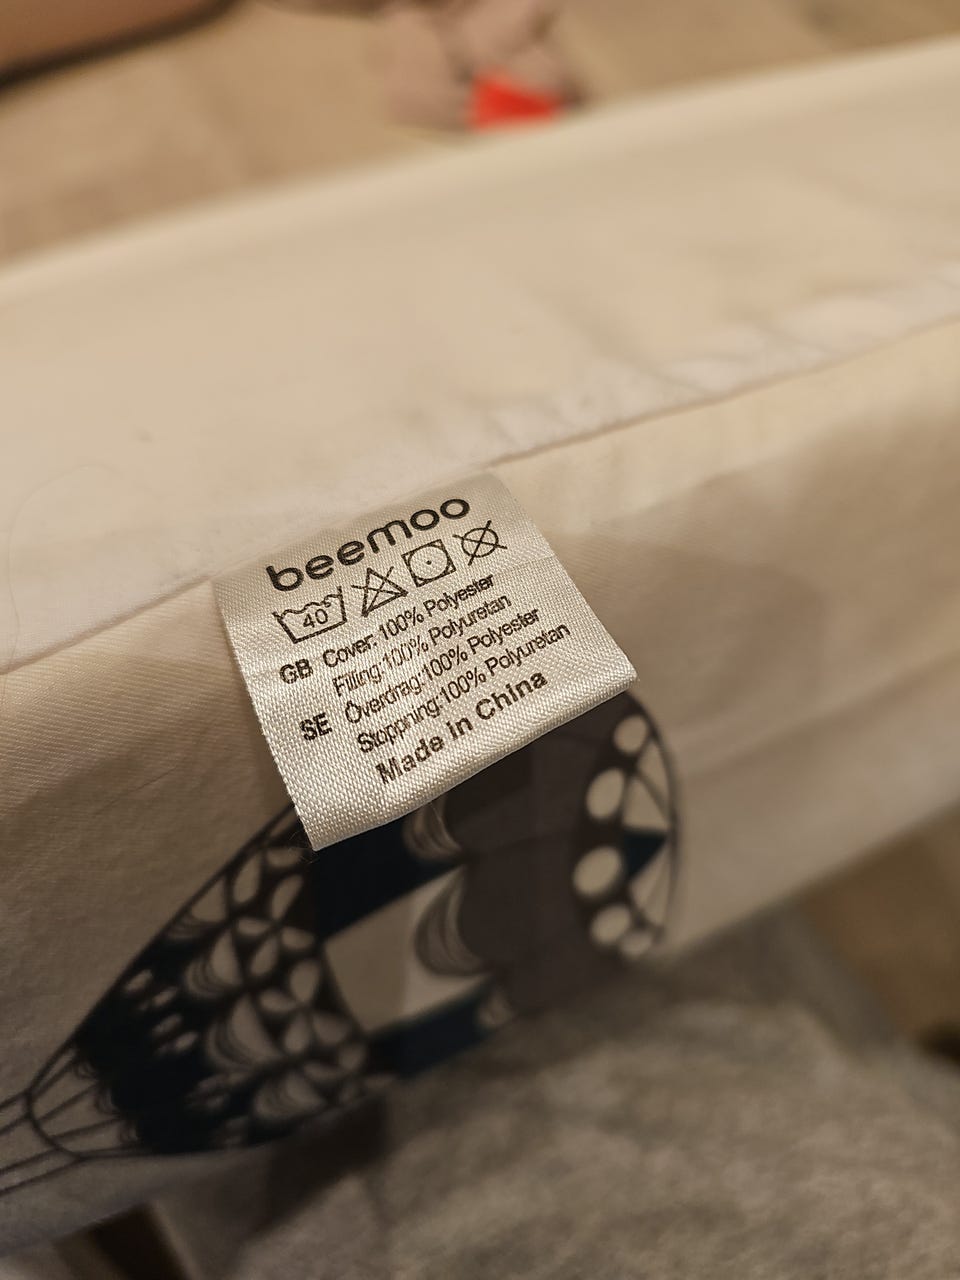 beemoo
40°
GB Cover:100% Polyester
Filling:100% Polyuretan
SE Överdrag:100% Polyester
Stoppning:100% Polyuretan
Made in China